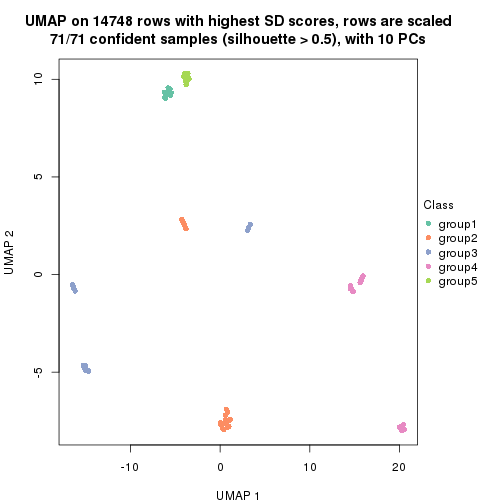 UMAP on 14748 rows with highest SD scores, rows are scaled
71/71 confident samples (silhouette > 0.5), with 10 PCs
10
5
0
-5
UMAP 2
-10
0
10
20
UMAP 1
Class
group1
group2
group3
group4
group5